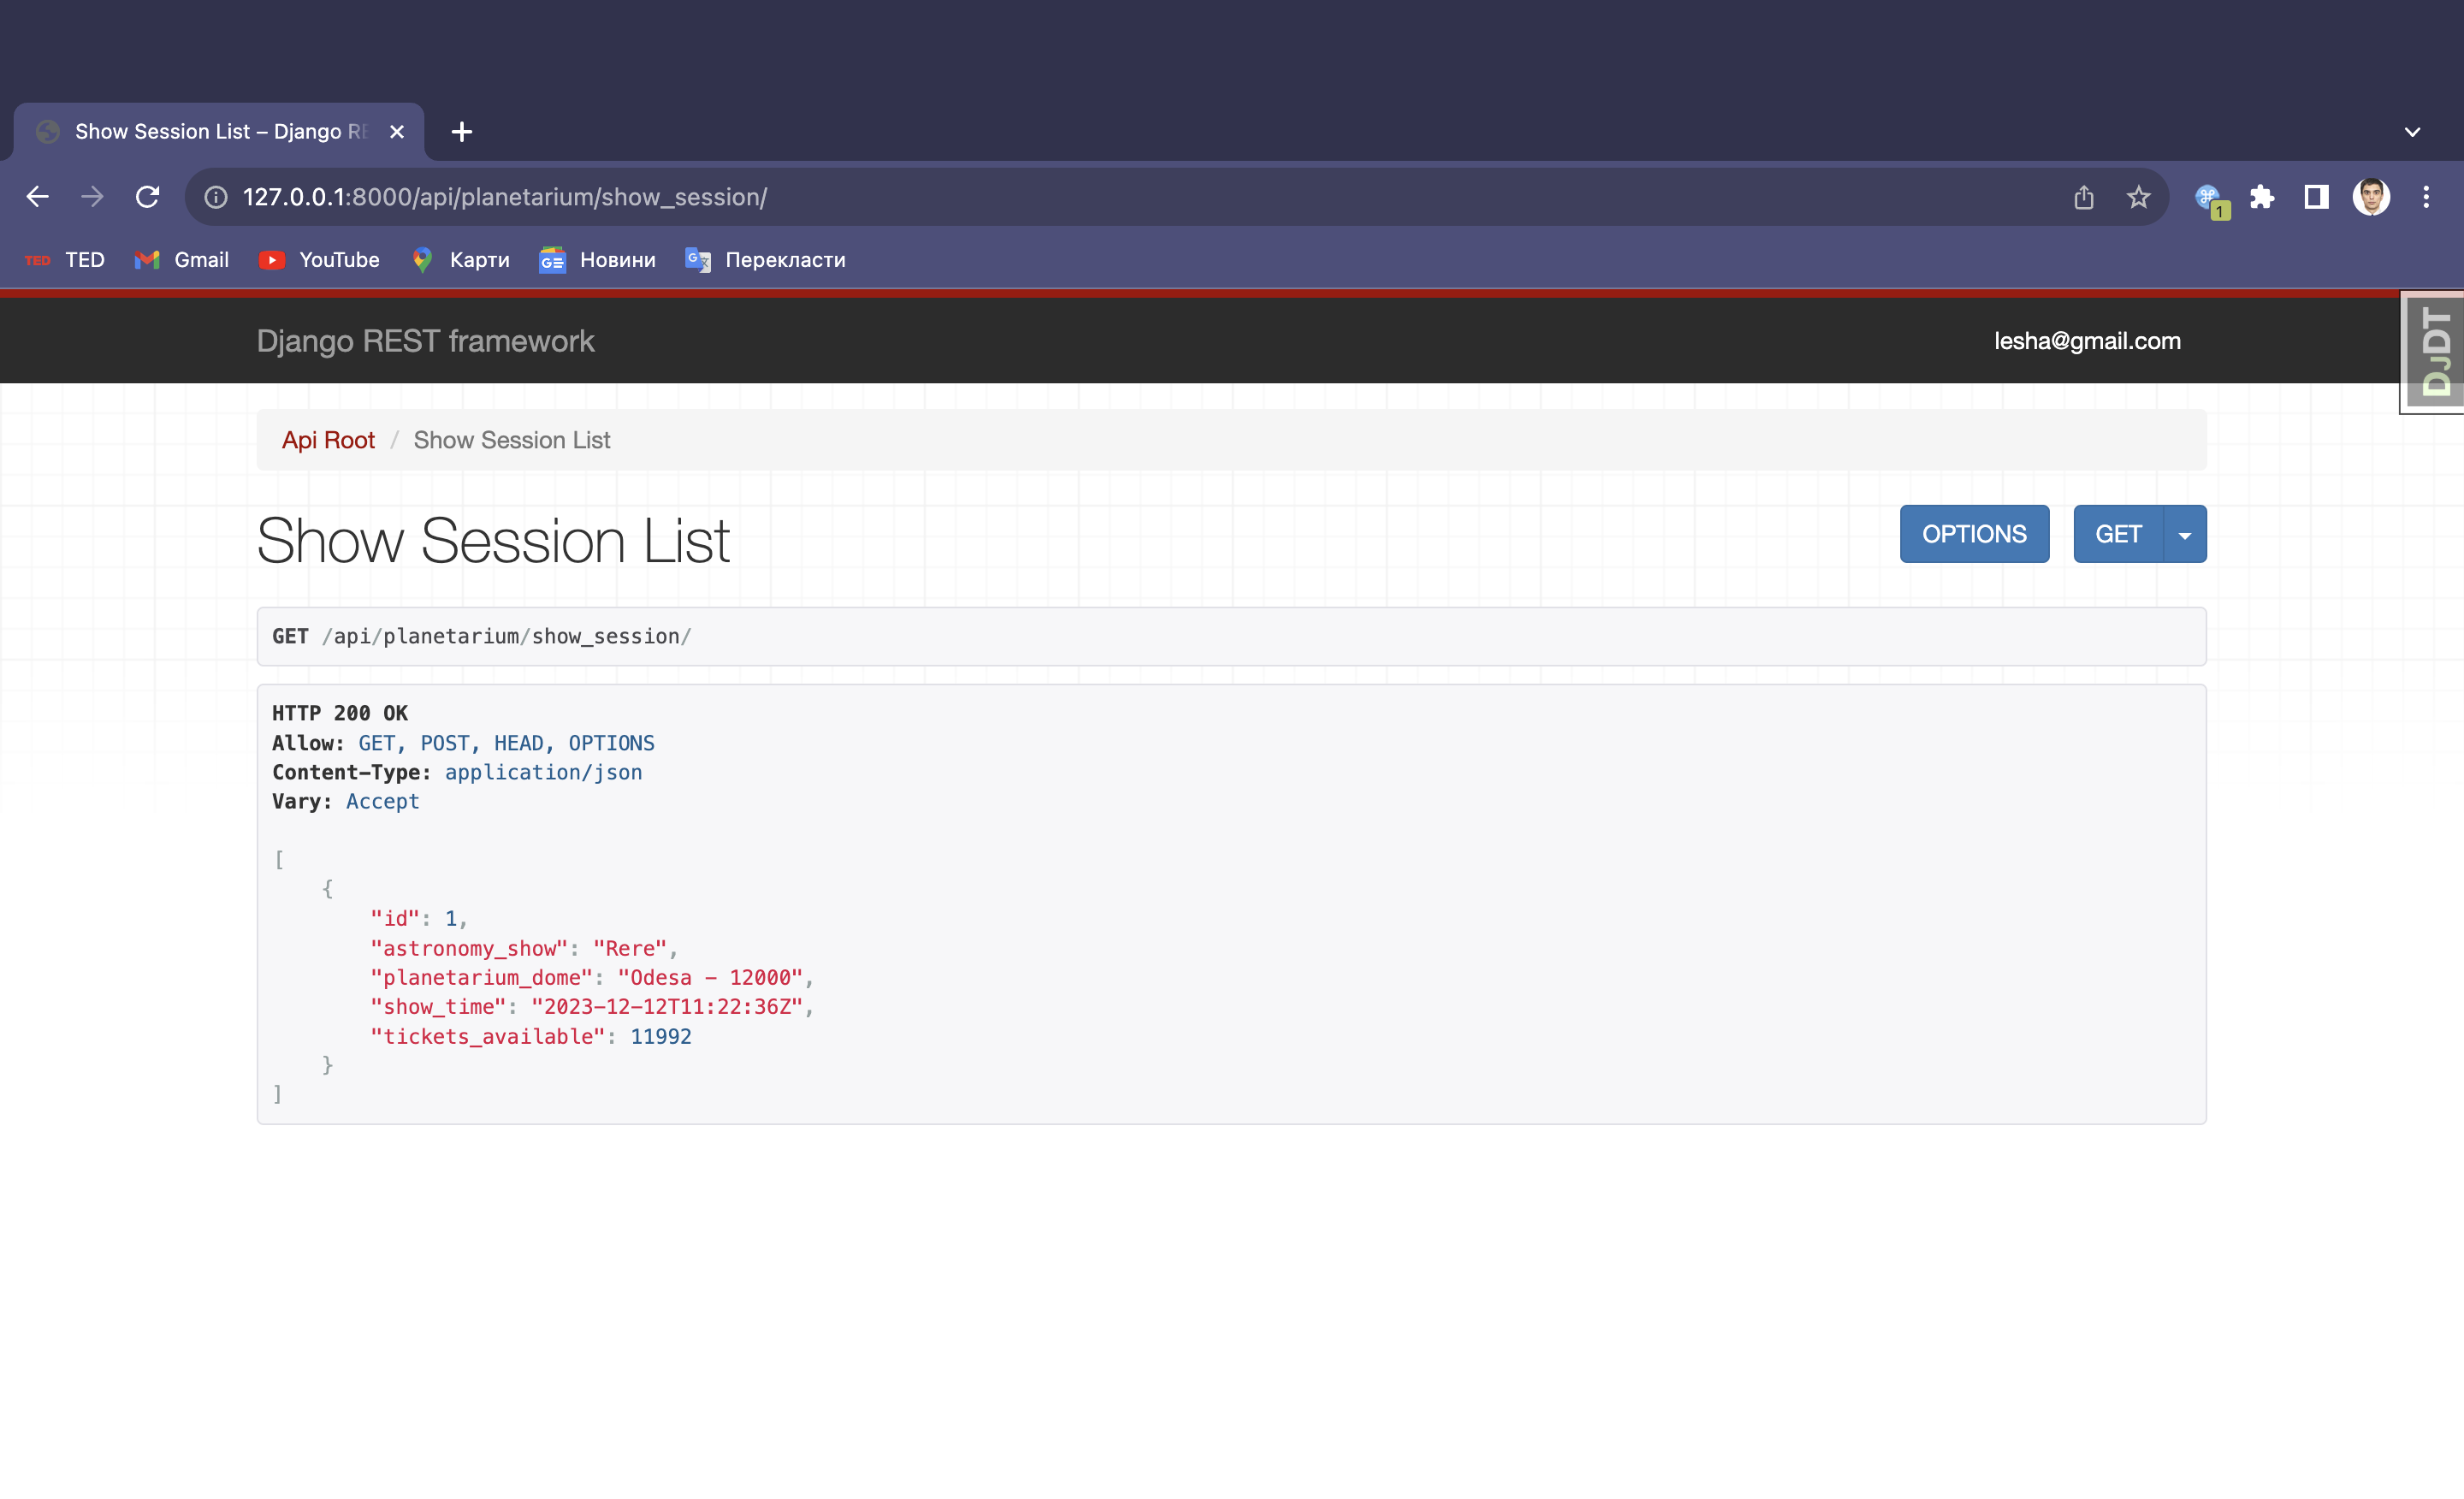 Show Session List – Django RE
127.0.0.1:8000/api/planetarium/show_session/
1
TED TED Gmail YouTube Карти Новини Перекласти
Django REST framework lesha@gmail.com
DJDT
Api Root / Show Session List
Show Session List OPTIONS GET
GET /api/planetarium/show_session/
HTTP 200 OK
Allow: GET, POST, HEAD, OPTIONS
Content-Type: application/json
Vary: Accept
[
{
"id": 1,
"astronomy_show": "Rere",
"planetarium_dome": "Odesa - 12000",
"show_time": "2023-12-12T11:22:36Z",
"tickets_available": 11992
}
]